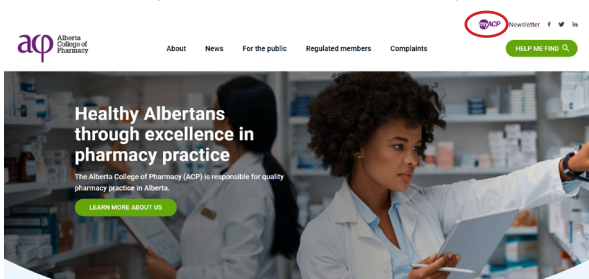 myACP Newsletter
acp Alberta
College of
Pharmacy
About News For the public Regulated members Complaints
HELP ME FIND
Healthy Albertans
through excellence in
pharmacy practice
The Alberta College of Pharmacy (ACP) is responsible for quality
pharmacy practice in Alberta.
LEARN MORE ABOUT US